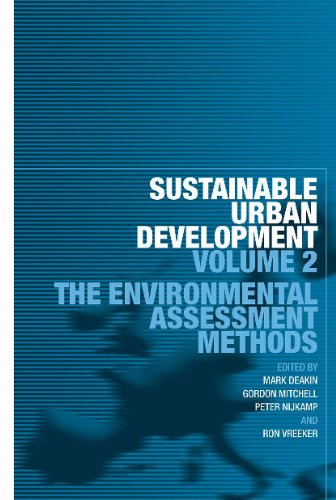 SUSTAINABLE
URBAN
DEVELOPMENT
VOLUME 2
THE ENVIRONMENTAL
ASSESSMENT
METHODS
EDITED BY
MARK DEAKIN
GORDON MITCHELL
PETER NIJKAMP
AND
RON VREEKER